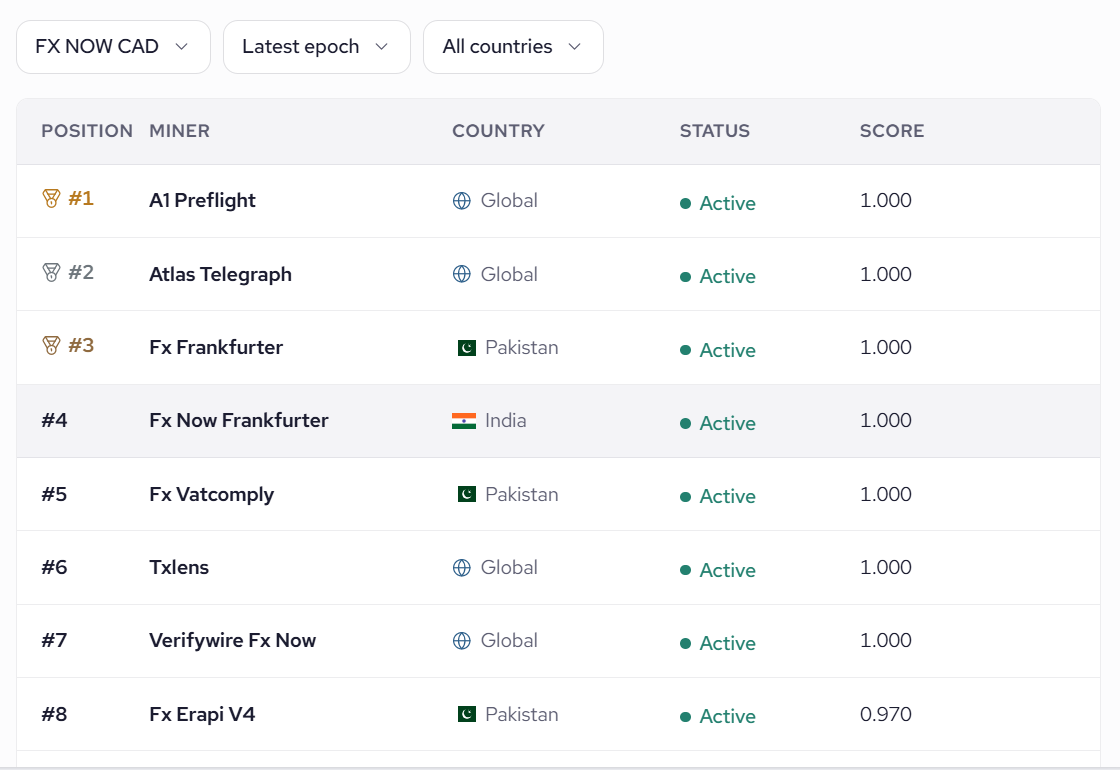 FX NOW CAD Latest epoch All countries
POSITION MINER COUNTRY STATUS SCORE
#1 A1 Preflight Global Active 1.000
#2 Atlas Telegraph Global Active 1.000
#3 Fx Frankfurter Pakistan Active 1.000
#4 Fx Now Frankfurter India Active 1.000
#5 Fx Vatcomply Pakistan Active 1.000
#6 Txlens Global Active 1.000
#7 Verifywire Fx Now Global Active 1.000
#8 Fx Erapi V4 Pakistan Active 0.970